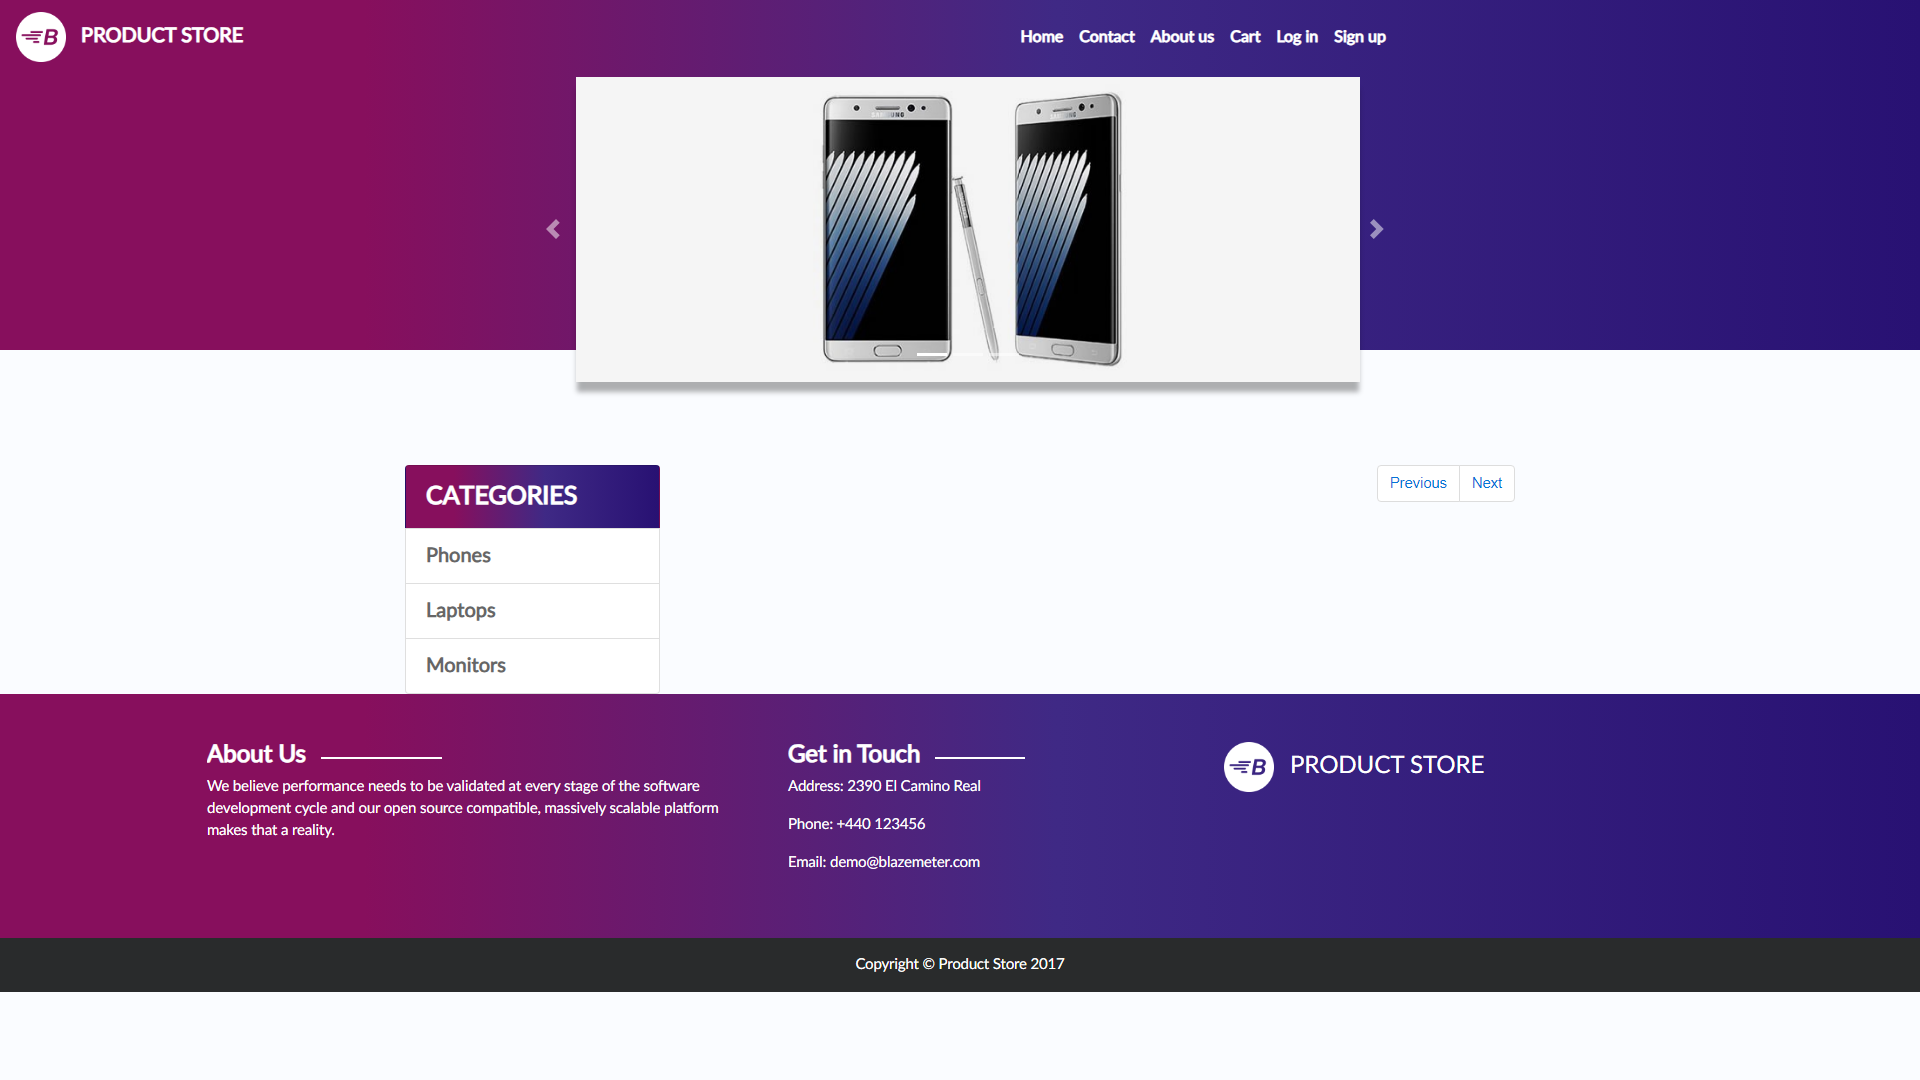 B PRODUCT STORE
Home Contact About us Cart Log in Sign up
SAMSUNG SAMSUNG
CATEGORIES
Phones
Laptops
Monitors
Previous Next
About Us
We believe performance needs to be validated at every stage of the software
development cycle and our open source compatible, massively scalable platform
makes that a reality.
Get in Touch
Address: 2390 El Camino Real
Phone: +440 123456
Email: demo@blazemeter.com
B PRODUCT STORE
Copyright © Product Store 2017